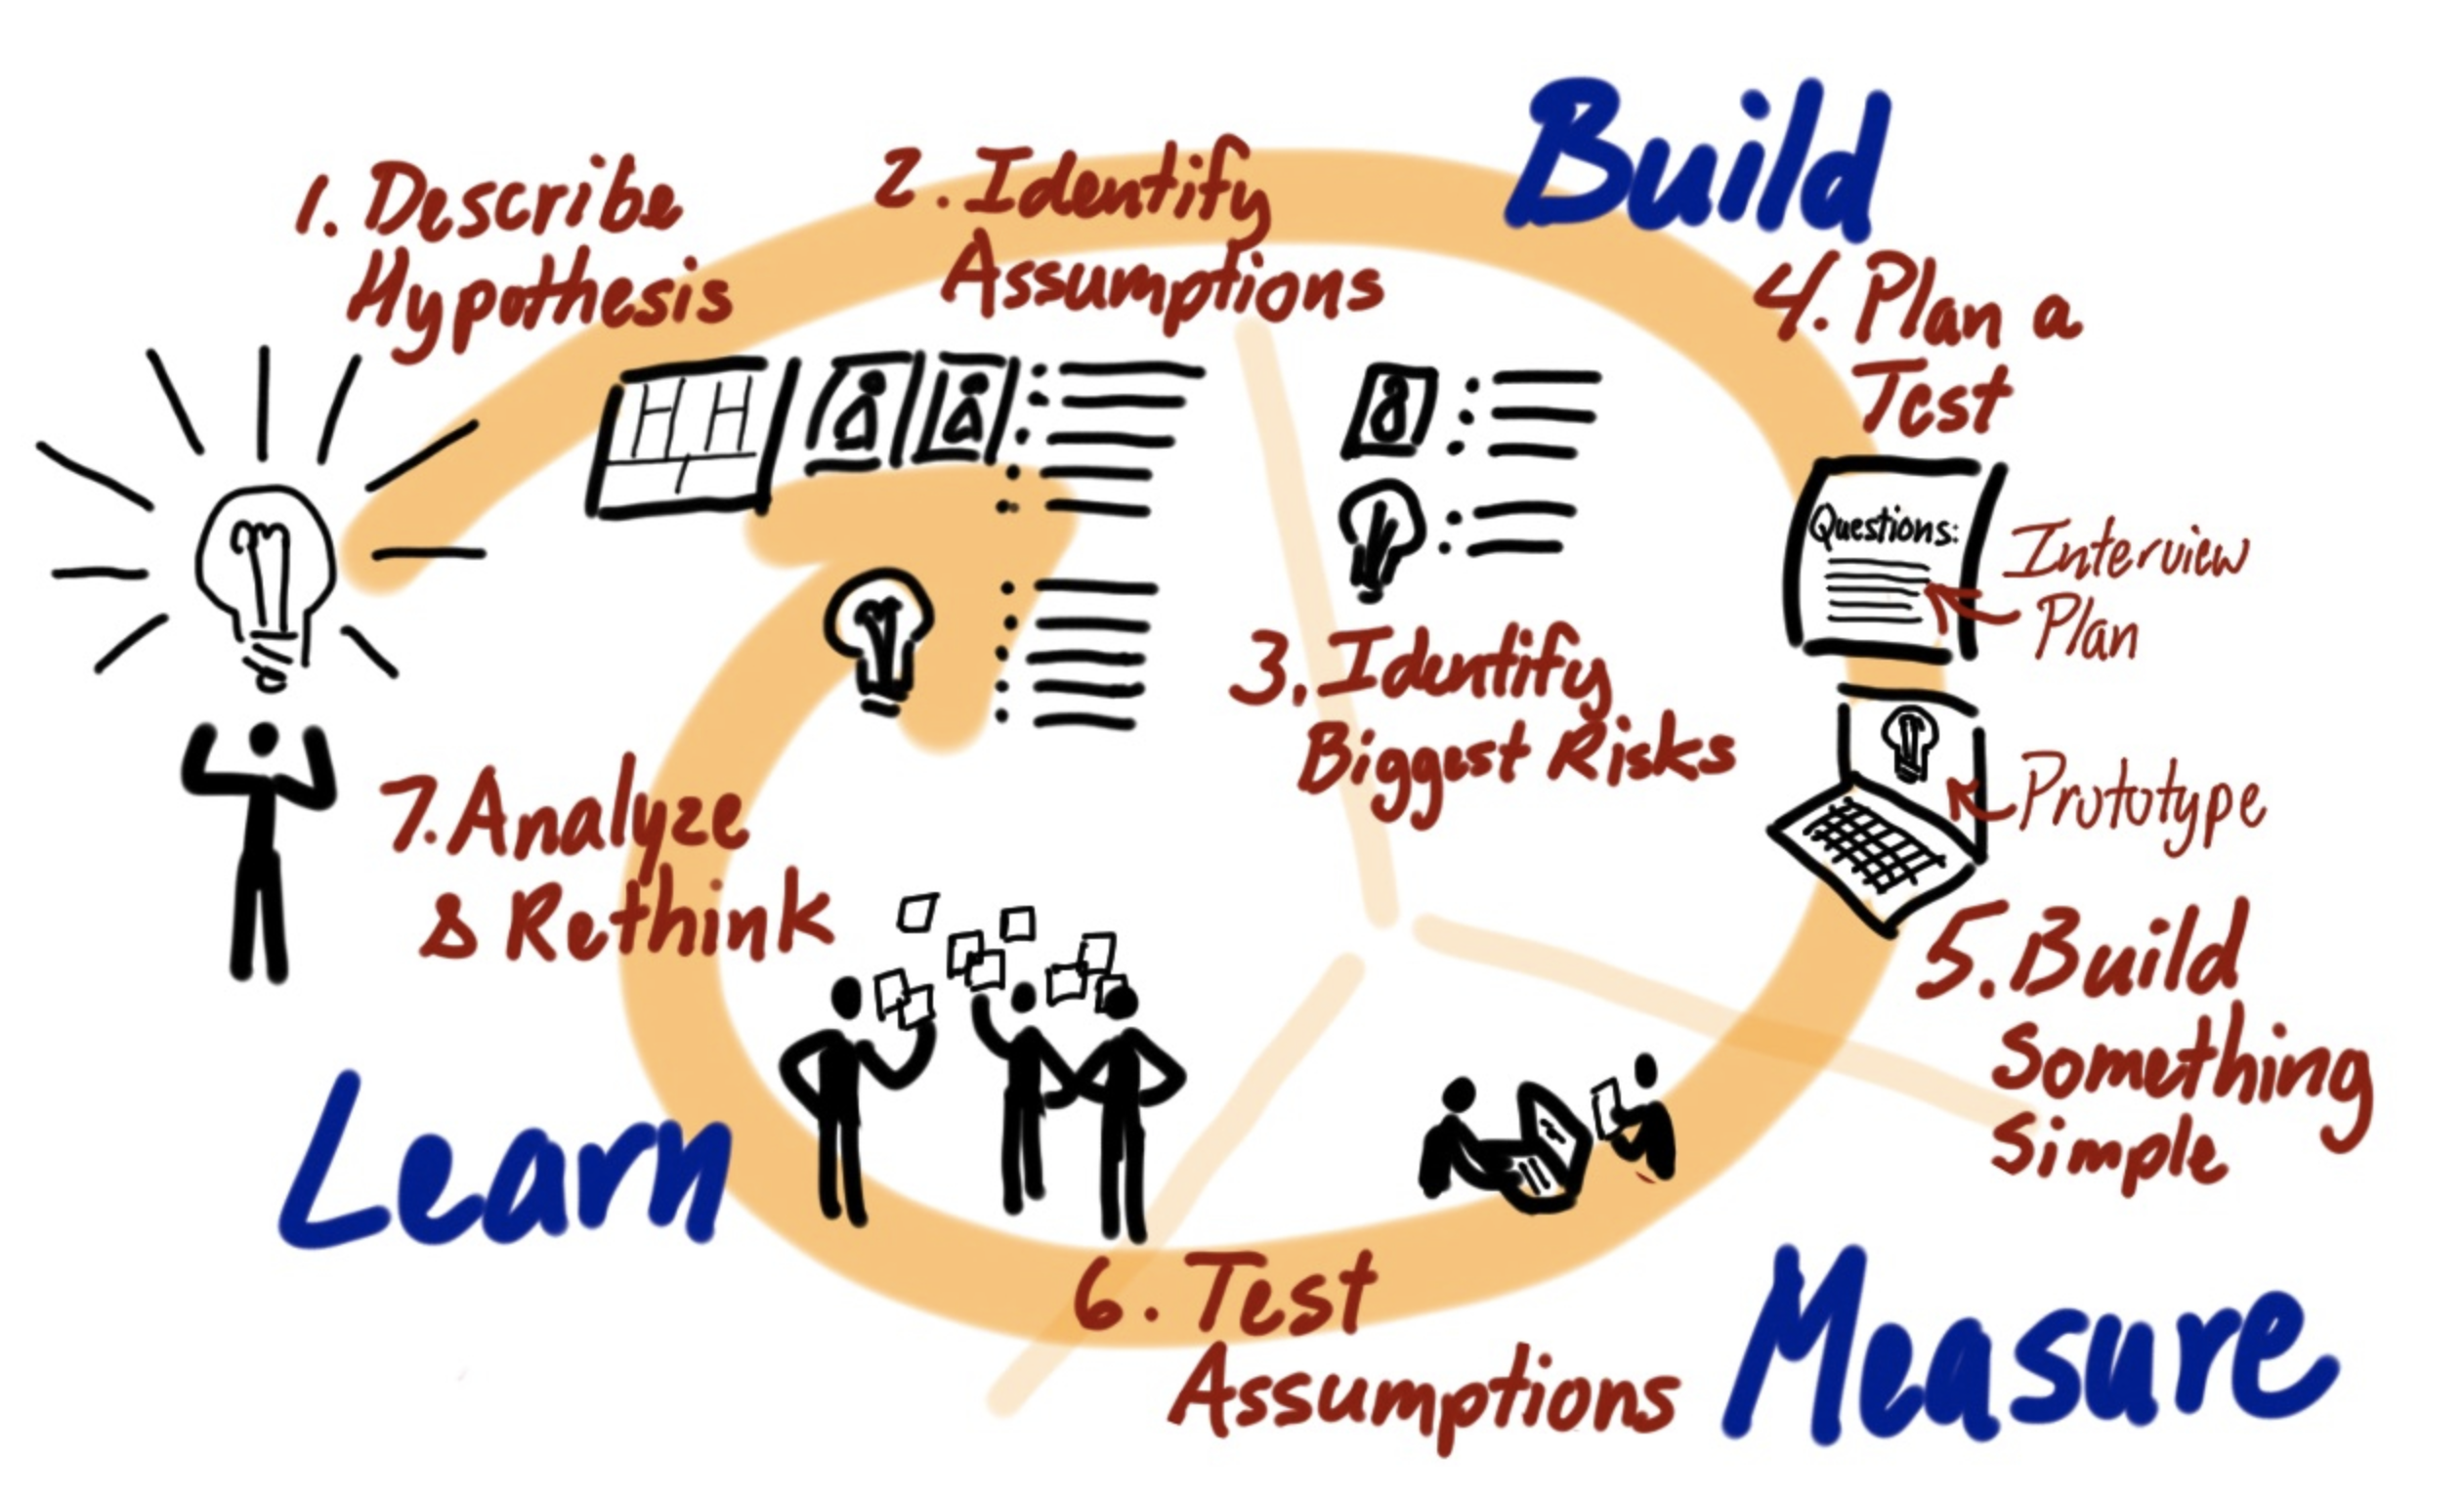 Build
1. Describe
Hypothesis
2. Identify
Assumptions
3. Identify
Biggest Risks
4. Plan a
Test
Questions:
Interview
Plan
Prototype
5. Build
Something
Simple
Measure
6. Test
Assumptions
Learn
7. Analyze
& Rethink